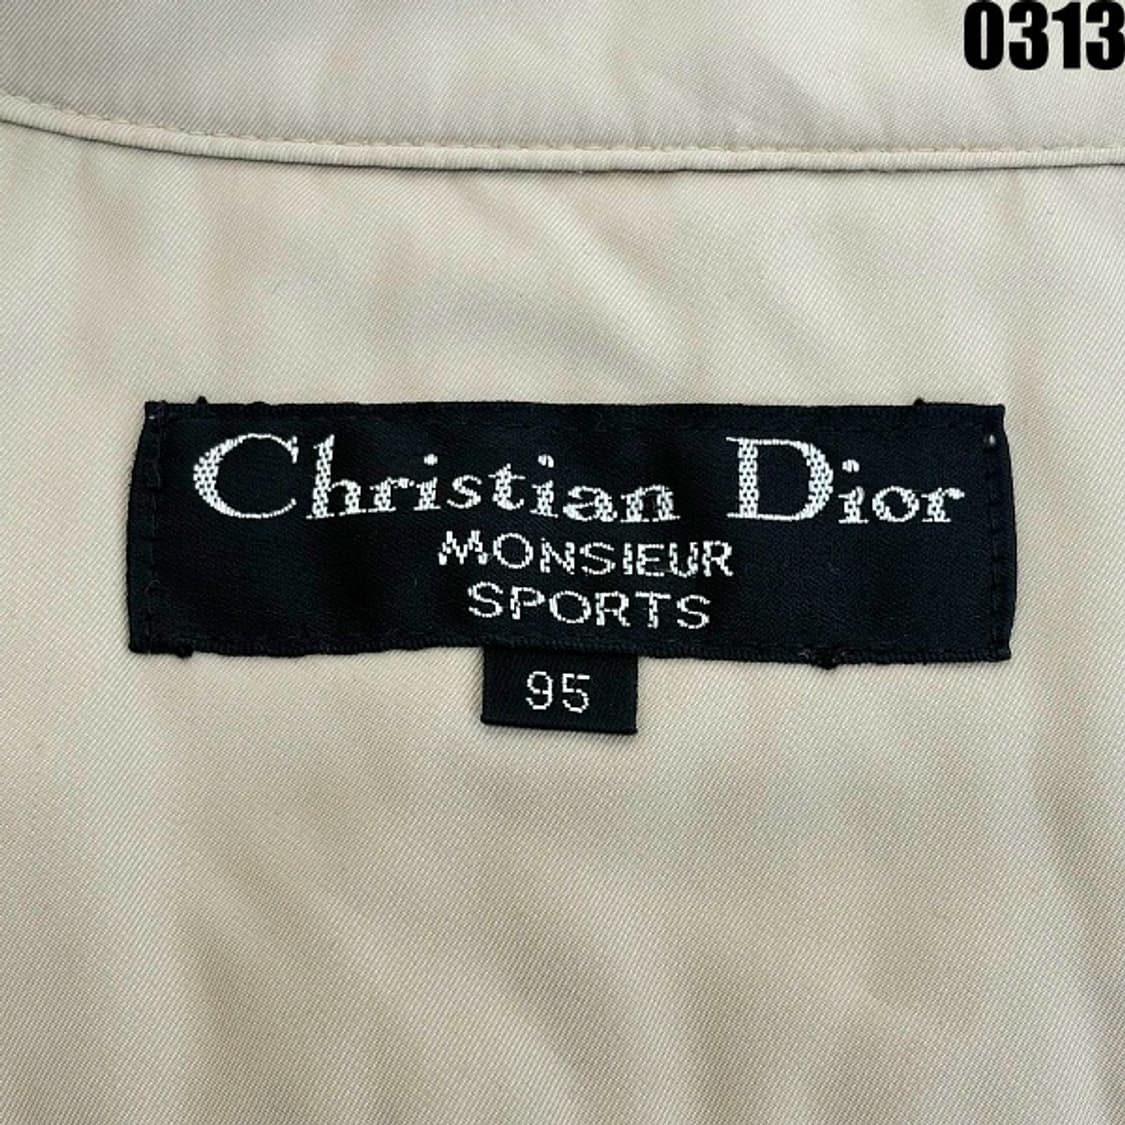 0313
Christian Dior
MONSIEUR
SPORTS
95